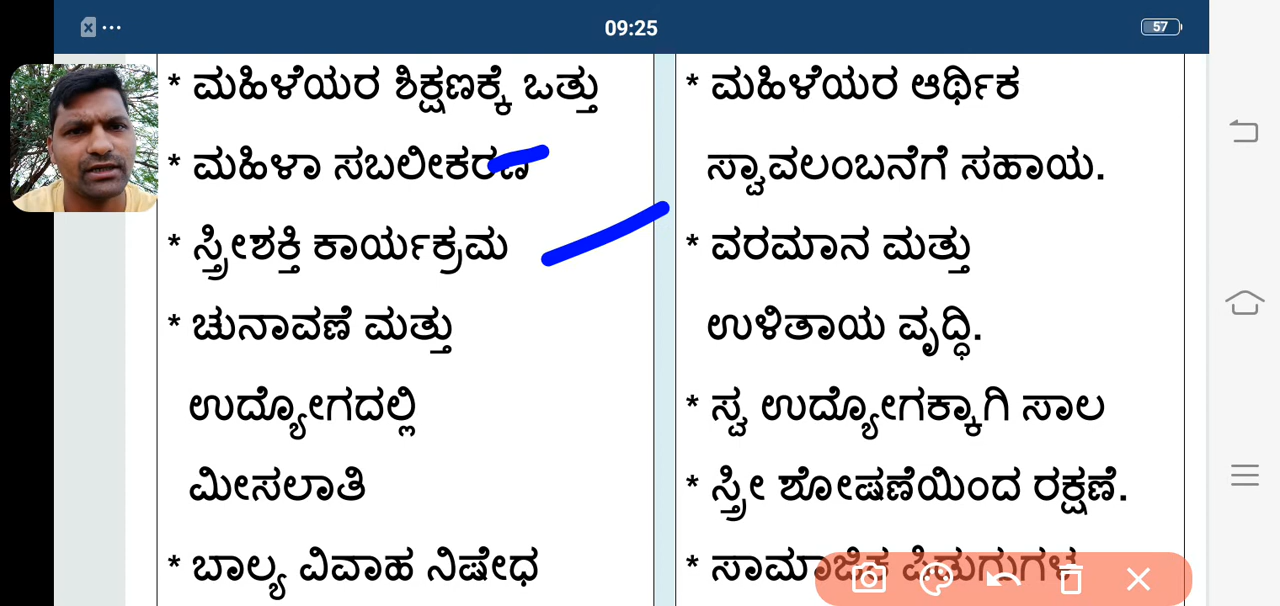 09:25
57
* ಮಹಿಳೆಯರ ಶಿಕ್ಷಣಕ್ಕೆ ಒತ್ತು
* ಮಹಿಳಾ ಸಬಲೀಕರಣ
* ಸ್ತ್ರೀಶಕ್ತಿ ಕಾರ್ಯಕ್ರಮ
* ಚುನಾವಣೆ ಮತ್ತು
ಉದ್ಯೋಗದಲ್ಲಿ
ಮೀಸಲಾತಿ
* ಬಾಲ್ಯ ವಿವಾಹ ನಿಷೇಧ
* ಮಹಿಳೆಯರ ಆರ್ಥಿಕ
ಸ್ವಾವಲಂಬನೆಗೆ ಸಹಾಯ.
* ವರಮಾನ ಮತ್ತು
ಉಳಿತಾಯ ವೃದ್ಧಿ.
* ಸ್ವ ಉದ್ಯೋಗಕ್ಕಾಗಿ ಸಾಲ
* ಸ್ತ್ರೀ ಶೋಷಣೆಯಿಂದ ರಕ್ಷಣೆ.
* ಸಾಮಾಜಿಕ ಪಿಡುಗುಗಳ